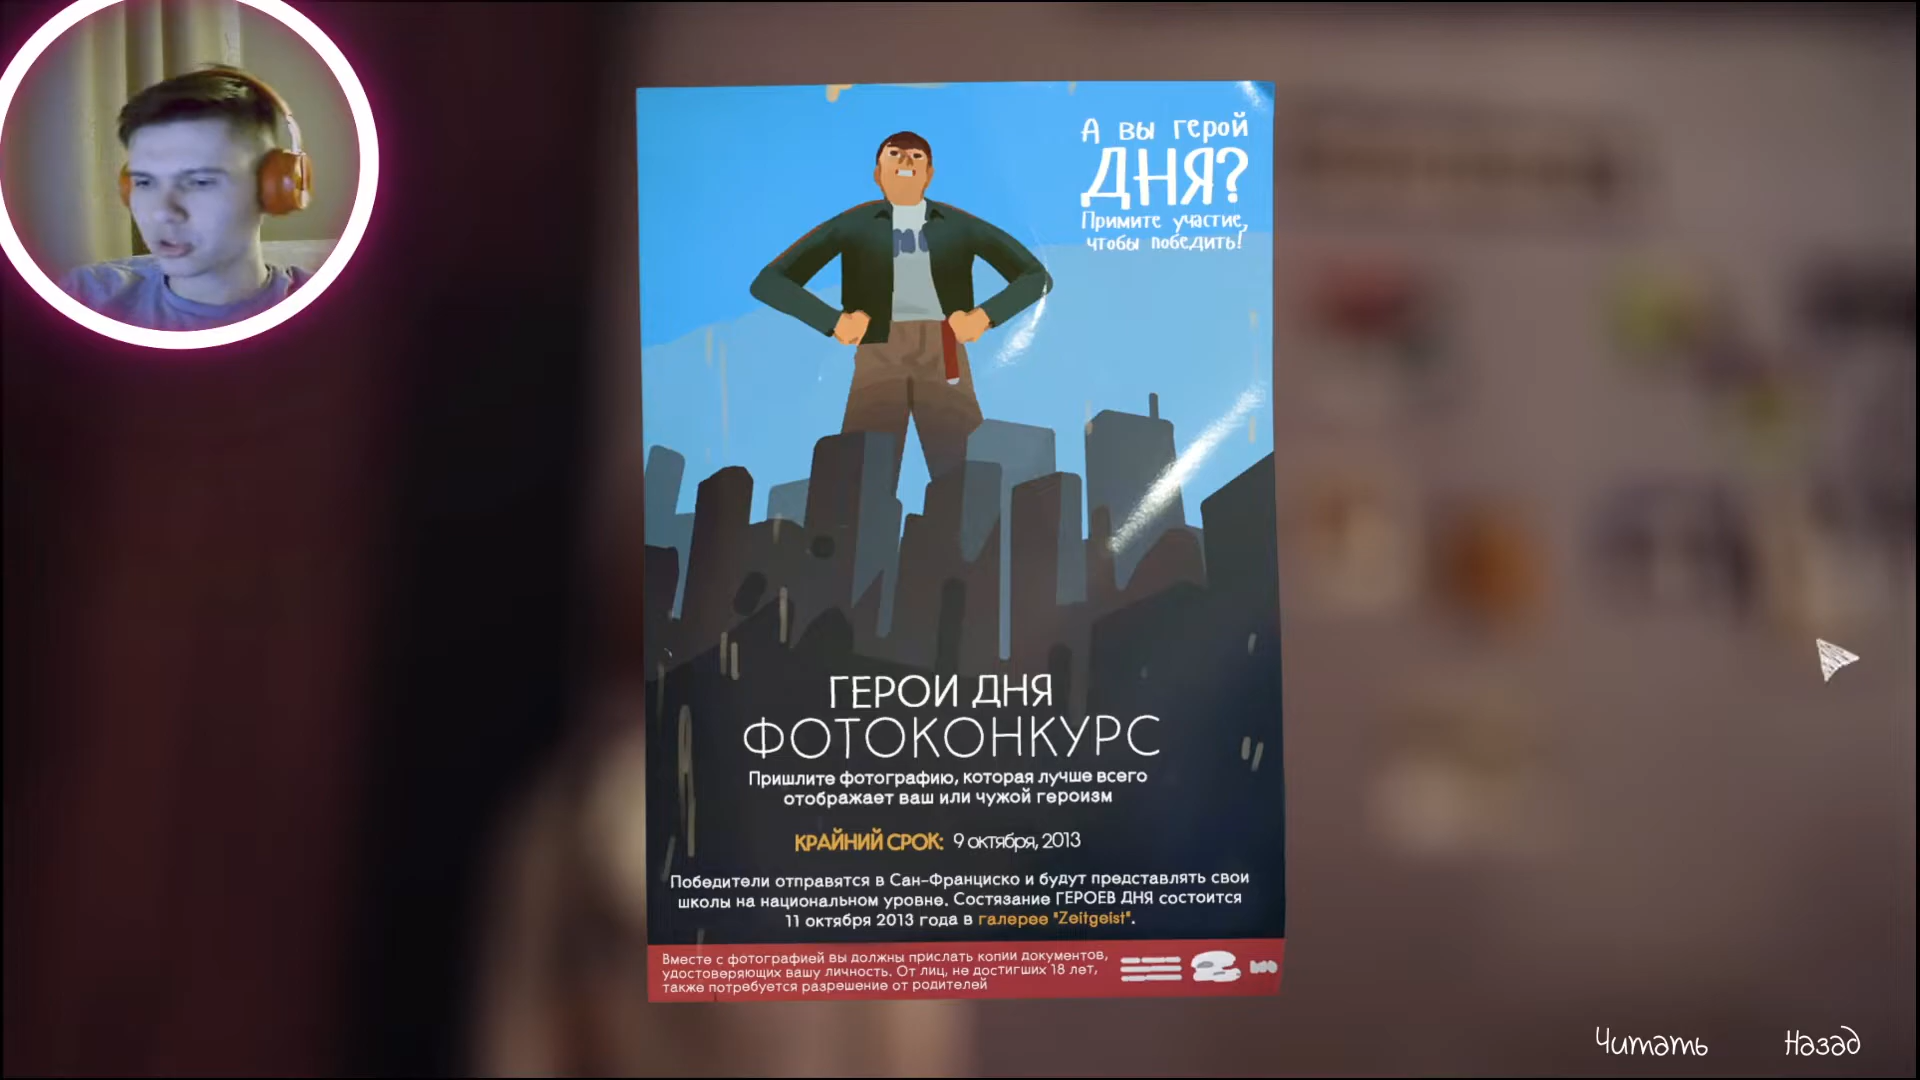 А вы герой
ДНЯ?
Примите участие,
чтобы победить!
ГЕРОИ ДНЯ
ФОТОКОНКУРС
Пришлите фотографию, которая лучше всего
отображает ваш или чужой героизм
КРАЙНИЙ СРОК: 9 октября, 2013
Победители отправятся в Сан-Франциско и будут представлять свои
школы на национальном уровне. Состязание ГЕРОЕВ ДНЯ состоится
11 октября 2013 года в галерее "Zeitgeist".
Вместе с фотографией вы должны прислать копии документов,
удостоверяющих вашу личность. От лиц, не достигших 18 лет,
также потребуется разрешение от родителей
Читать Назад